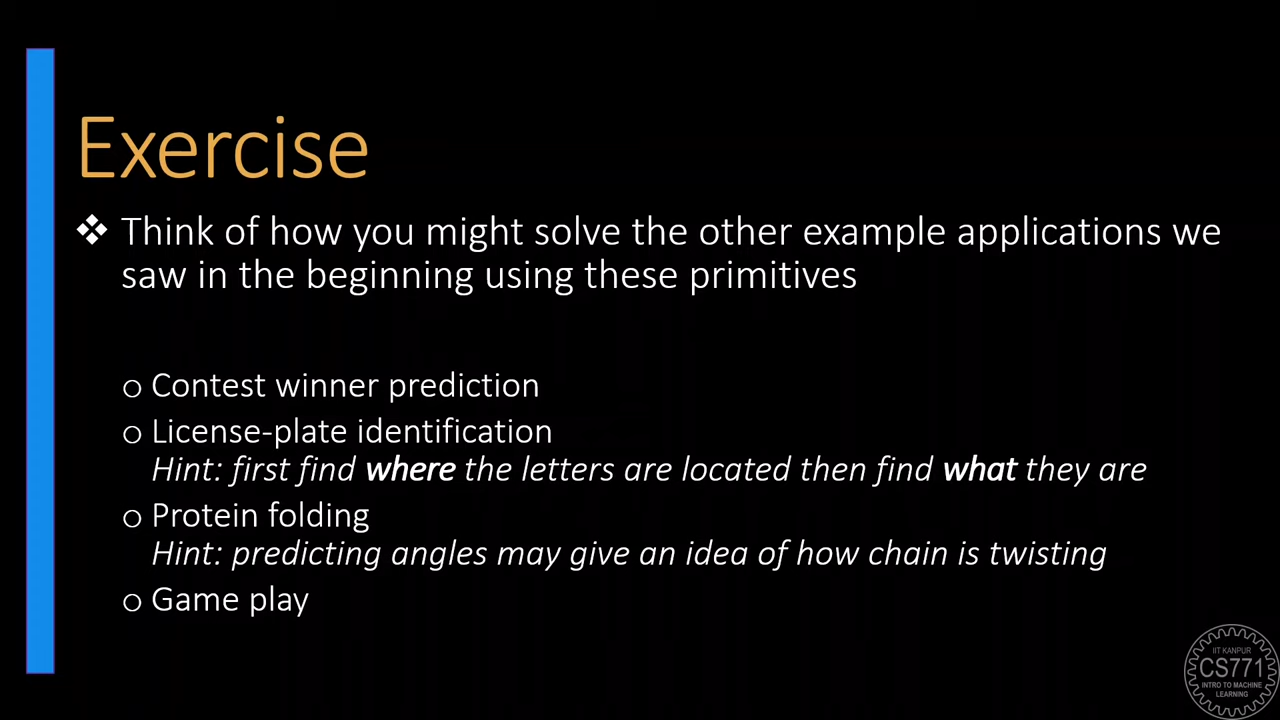 Exercise
❖ Think of how you might solve the other example applications we
saw in the beginning using these primitives
o Contest winner prediction
o License-plate identification
Hint: first find where the letters are located then find what they are
o Protein folding
Hint: predicting angles may give an idea of how chain is twisting
o Game play
IIT KANPUR
CS771
INTRO TO MACHINE
LEARNING